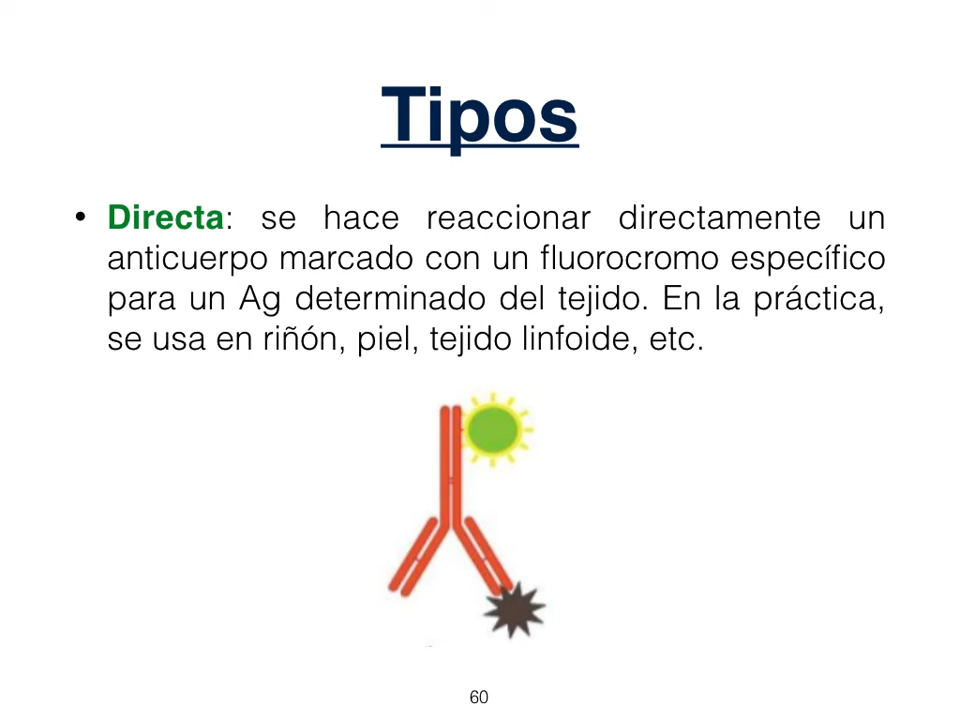 Tipos
• Directa: se hace reaccionar directamente un
anticuerpo marcado con un fluorocromo específico
para un Ag determinado del tejido. En la práctica,
se usa en riñón, piel, tejido linfoide, etc.
60